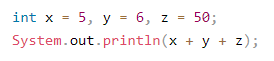 int x = 5, y = 6, z = 50;
System.out.println(x + y + z);